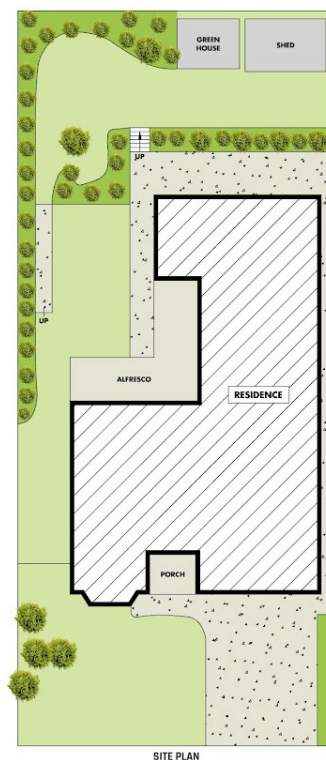 GREEN
HOUSE
SHED
UP
UP
ALFRESCO
RESIDENCE
PORCH
SITE PLAN